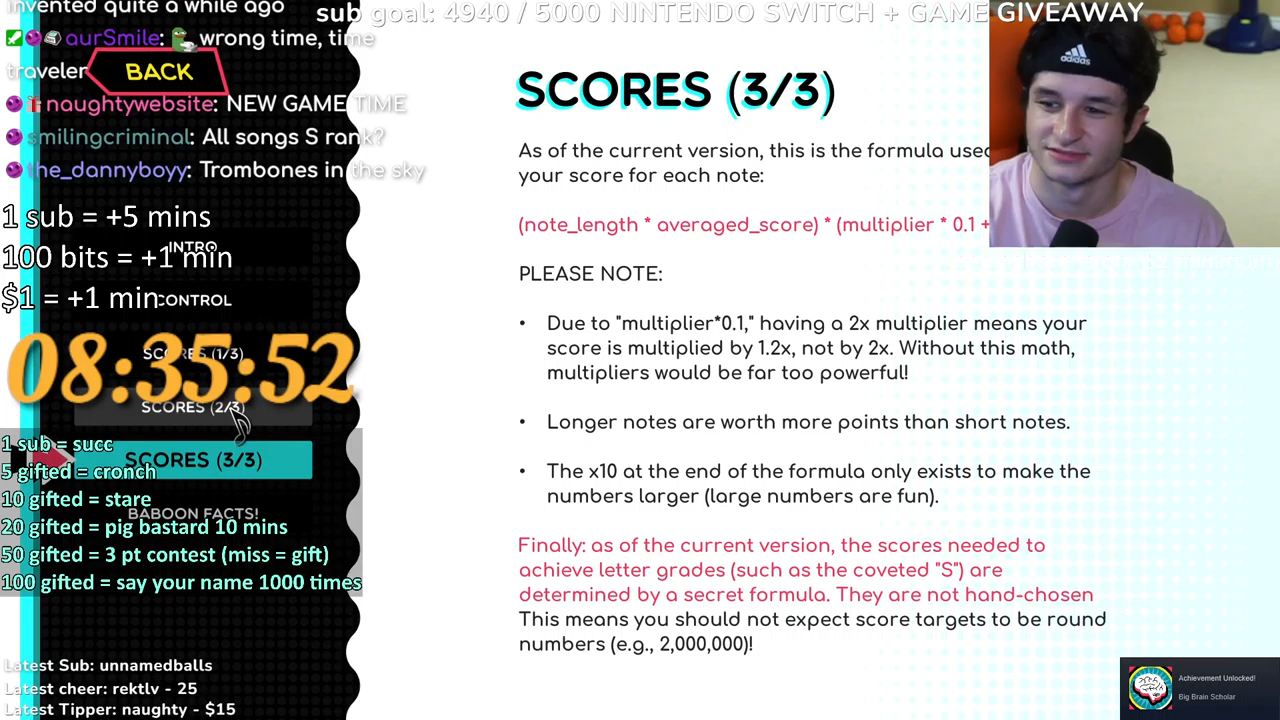 invented quite a while ago
aurSmile: wrong time, time
traveler
BACK
naughtywebsite: NEW GAME TIME
smilingcriminal: All songs S rank?
the_dannyboyy: Trombones in the sky
1 sub = +5 mins
100 bits = +1 min
$1 = +1 min
INTRO
CONTROL
SCORES (1/3)
08:35:52
SCORES (2/3)
SCORES (3/3)
BABOON FACTS!
1 sub = succ
5 gifted = cronch
10 gifted = stare
20 gifted = pig bastard 10 mins
50 gifted = 3 pt contest (miss = gift)
100 gifted = say your name 1000 times
Latest Sub: unnamedballs
Latest cheer: rektlv - 25
Latest Tipper: naughty - $15
sub goal: 4940 / 5000 NINTENDO SWITCH + GAME GIVEAWAY
adidas
SCORES (3/3)
As of the current version, this is the formula used
your score for each note:
(note_length * averaged_score) * (multiplier * 0.1 +
PLEASE NOTE:
• Due to "multiplier*0.1," having a 2x multiplier means your
score is multiplied by 1.2x, not by 2x. Without this math,
multipliers would be far too powerful!
• Longer notes are worth more points than short notes.
• The x10 at the end of the formula only exists to make the
numbers larger (large numbers are fun).
Finally: as of the current version, the scores needed to
achieve letter grades (such as the coveted "S") are
determined by a secret formula. They are not hand-chosen
This means you should not expect score targets to be round
numbers (e.g., 2,000,000)!
Achievement Unlocked!
Big Brain Scholar